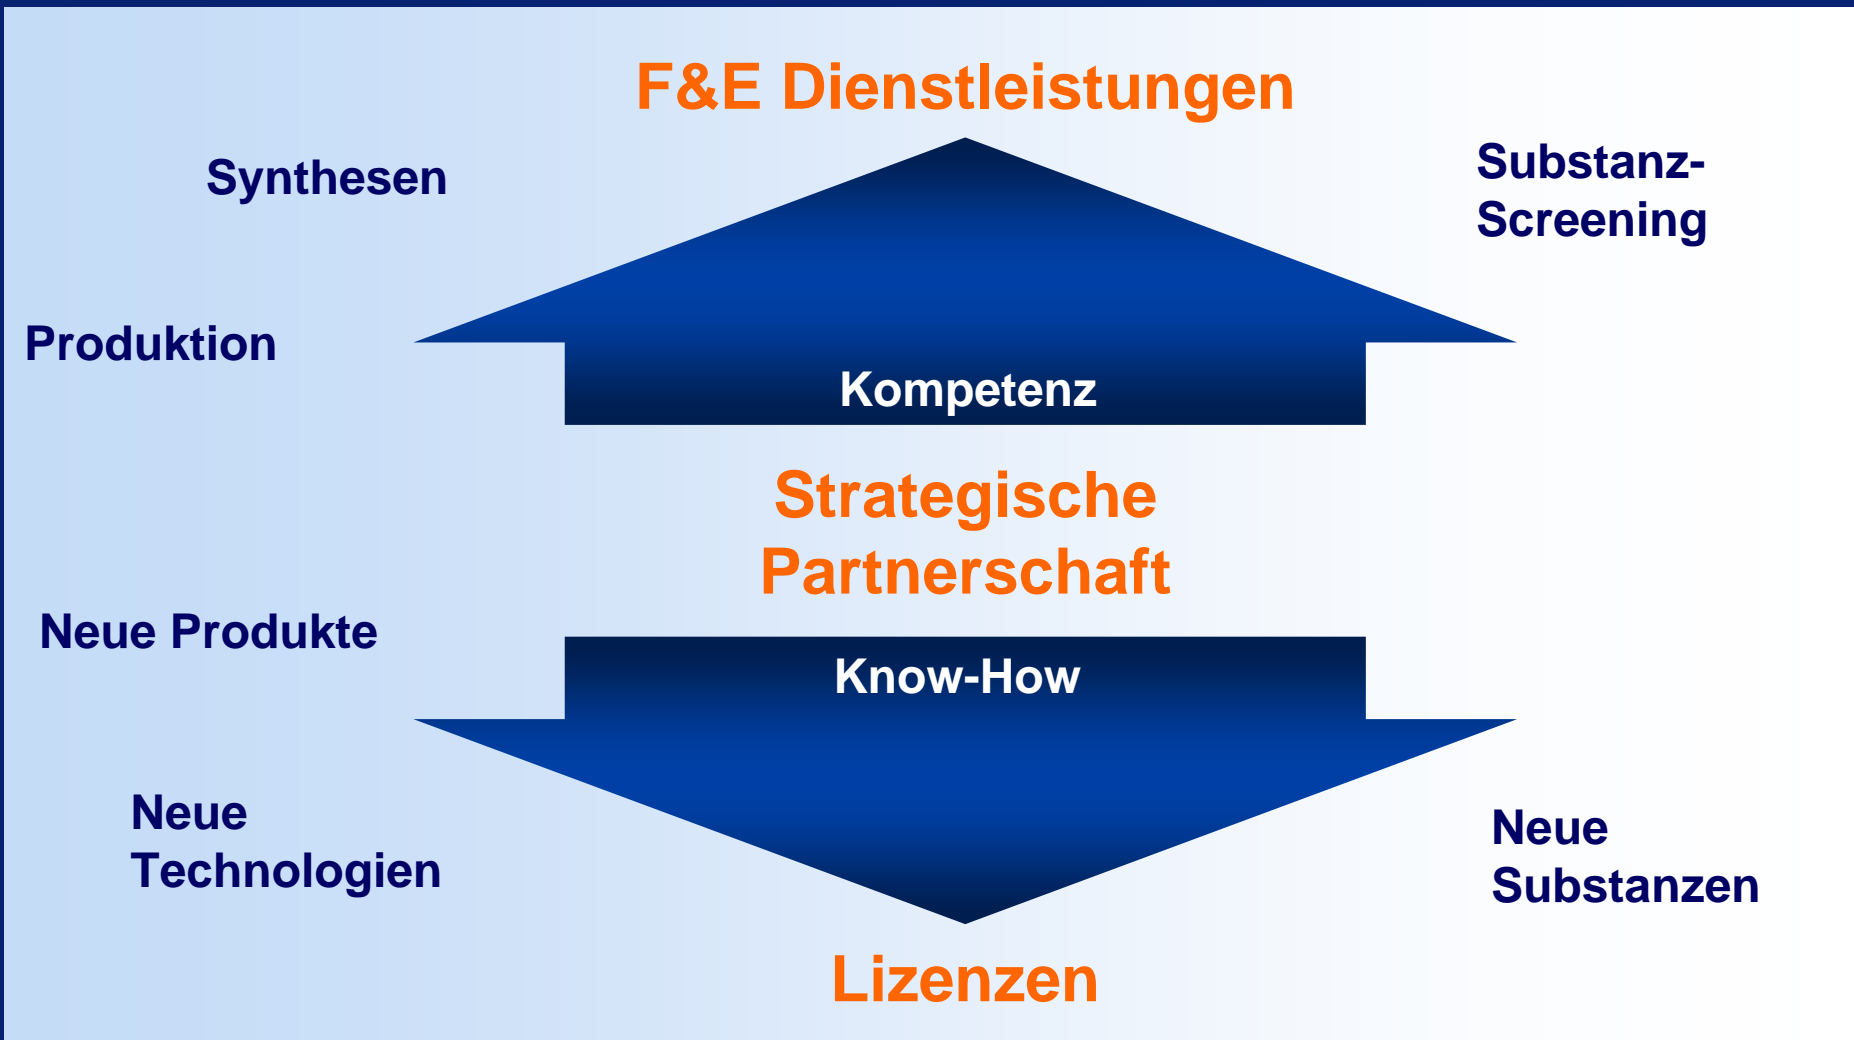 F&E Dienstleistungen
Synthesen
Substanz-
Screening
Produktion
Kompetenz
Strategische
Partnerschaft
Neue Produkte
Know-How
Neue
Technologien
Neue
Substanzen
Lizenzen